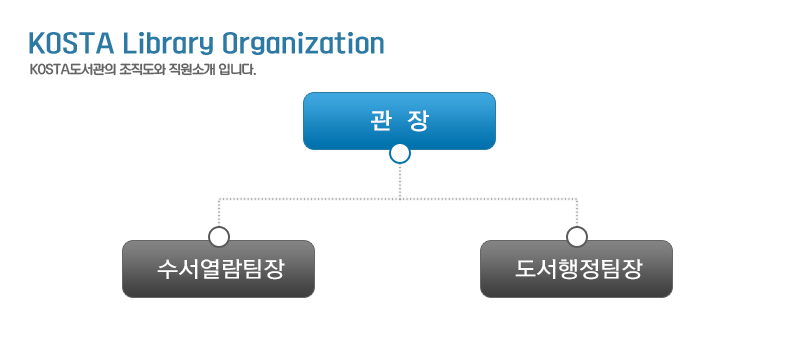 KOSTA Library Organization
KOSTA도서관의 조직도와 직원소개 입니다.
관 장
수서열람팀장
도서행정팀장